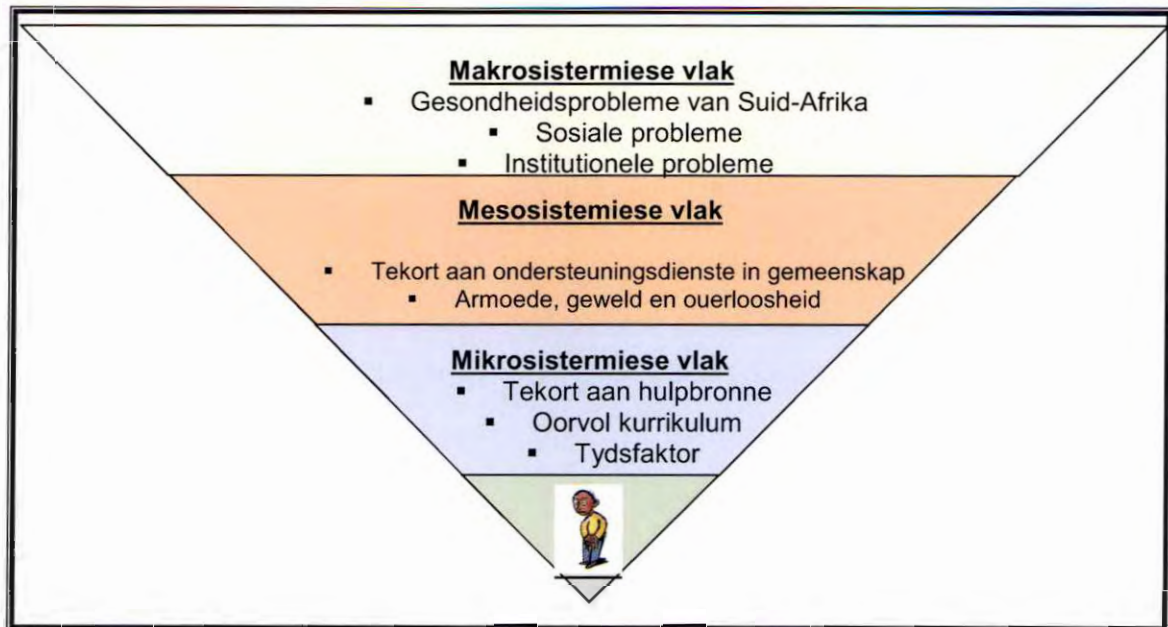 Makrosistermiese vlak
▪ Gesondheidsprobleme van Suid-Afrika
▪ Sosiale probleme
▪ Institutionele probleme
Mesosistemiese vlak
▪ Tekort aan ondersteuningsdienste in gemeenskap
▪ Armoede, geweld en ouerloosheid
Mikrosistermiese vlak
▪ Tekort aan hulpbronne
▪ Oorvol kurrikulum
▪ Tydsfaktor